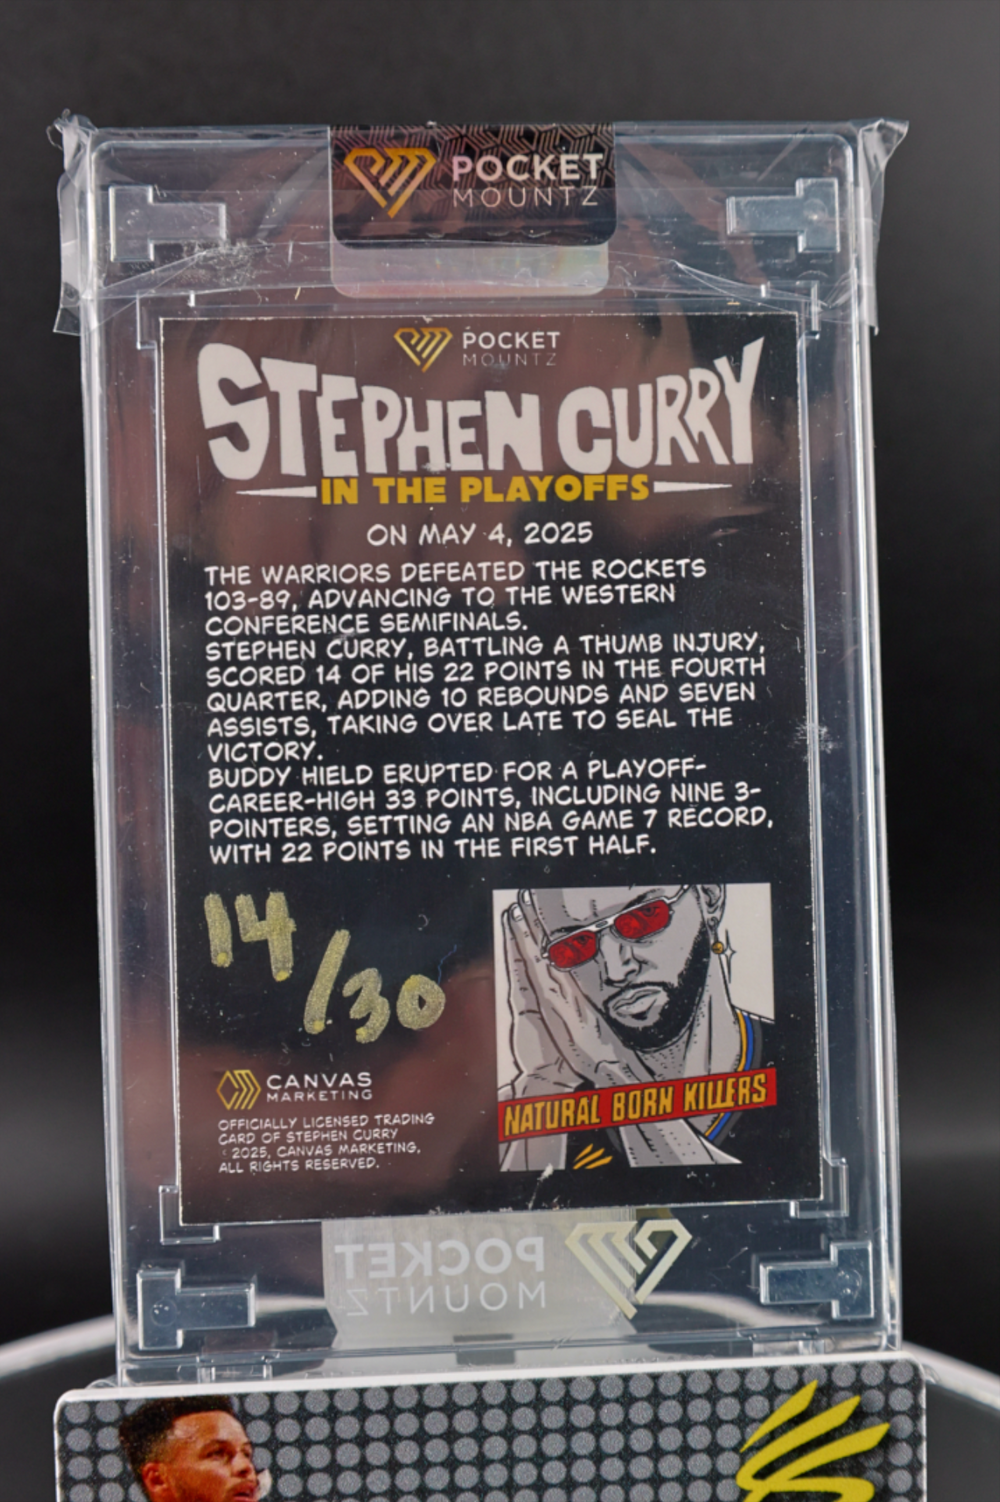 POCKET
MOUNTZ
POCKET
MOUNTZ
STEPHEN CURRY
IN THE PLAYOFFS
ON MAY 4, 2025
THE WARRIORS DEFEATED THE ROCKETS
103-89, ADVANCING TO THE WESTERN
CONFERENCE SEMIFINALS.
STEPHEN CURRY, BATTLING A THUMB INJURY,
SCORED 14 OF HIS 22 POINTS IN THE FOURTH
QUARTER, ADDING 10 REBOUNDS AND SEVEN
ASSISTS, TAKING OVER LATE TO SEAL THE
VICTORY.
BUDDY HIELD ERUPTED FOR A PLAYOFF-
CAREER-HIGH 33 POINTS, INCLUDING NINE 3-
POINTERS, SETTING AN NBA GAME 7 RECORD,
WITH 22 POINTS IN THE FIRST HALF.
14/30
NATURAL BORN KILLERS
CANVAS
MARKETING
OFFICIALLY LICENSED TRADING
CARD OF STEPHEN CURRY
2025, CANVAS MARKETING,
ALL RIGHTS RESERVED.
POCKET
MOUNTZ